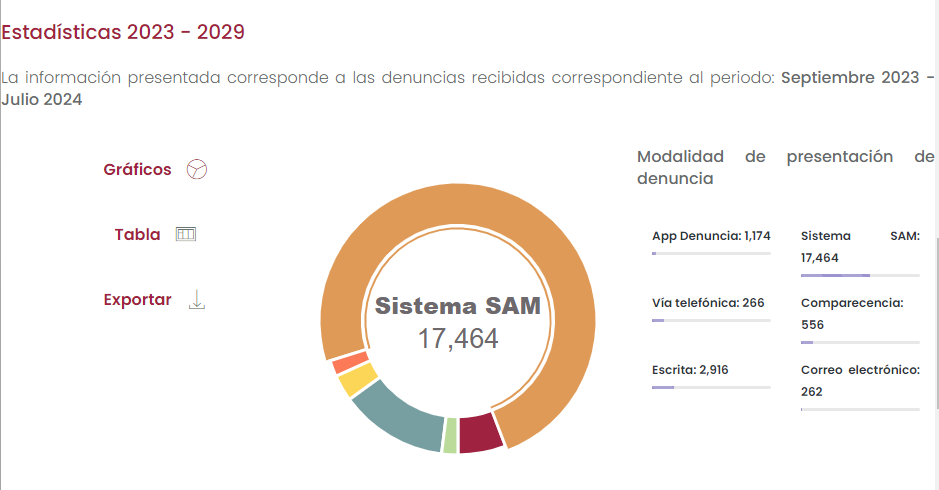 Estadísticas 2023 - 2029
La información presentada corresponde a las denuncias recibidas correspondiente al periodo: Septiembre 2023 -
Julio 2024
Gráficos
Tabla
Exportar
Sistema SAM
17,464
Modalidad de presentación de
denuncia
App Denuncia: 1,174
Sistema SAM:
17,464
Vía telefónica: 266
Comparecencia:
556
Escrita: 2,916
Correo electrónico:
262